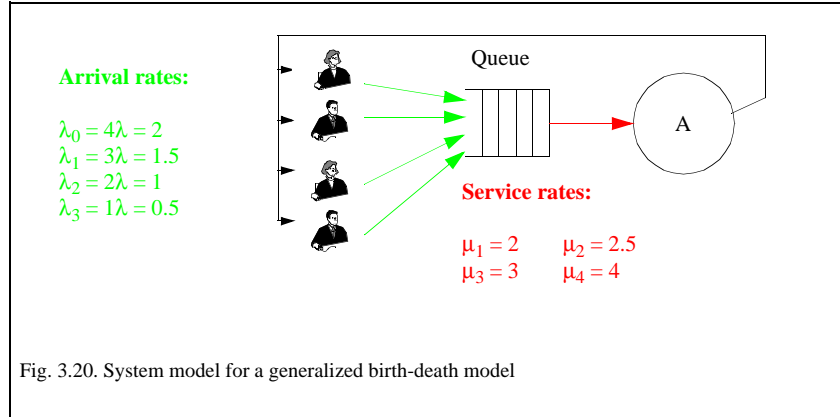 Queue
Arrival rates:
A
λ0 = 4λ = 2
λ1 = 3λ = 1.5
λ2 = 2λ = 1
λ3 = 1λ = 0.5
Service rates:
μ1 = 2 μ2 = 2.5
μ3 = 3 μ4 = 4
Fig. 3.20. System model for a generalized birth-death model